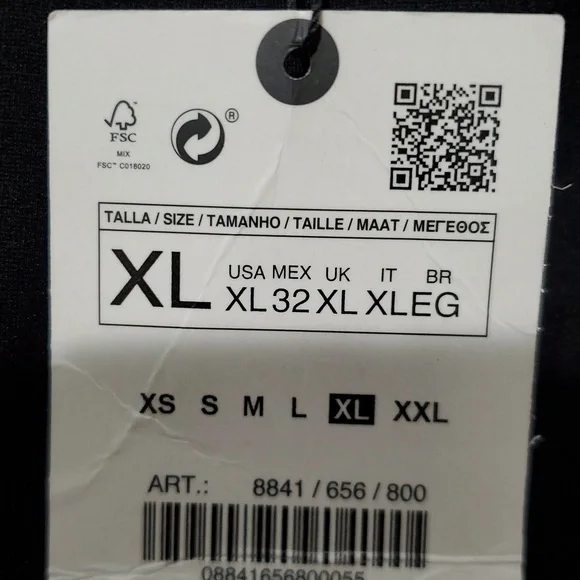 FSC
MIX
FSC™ C018020
®
TALLA / SIZE / TAMANHO / TAILLE / MAAT / ΜΕΓΕΘΟΣ
XL
USA MEX UK IT BR
XL 32 XL XL EG
XS S M L XL XXL
ART.: 8841 / 656 / 800
08841656800055